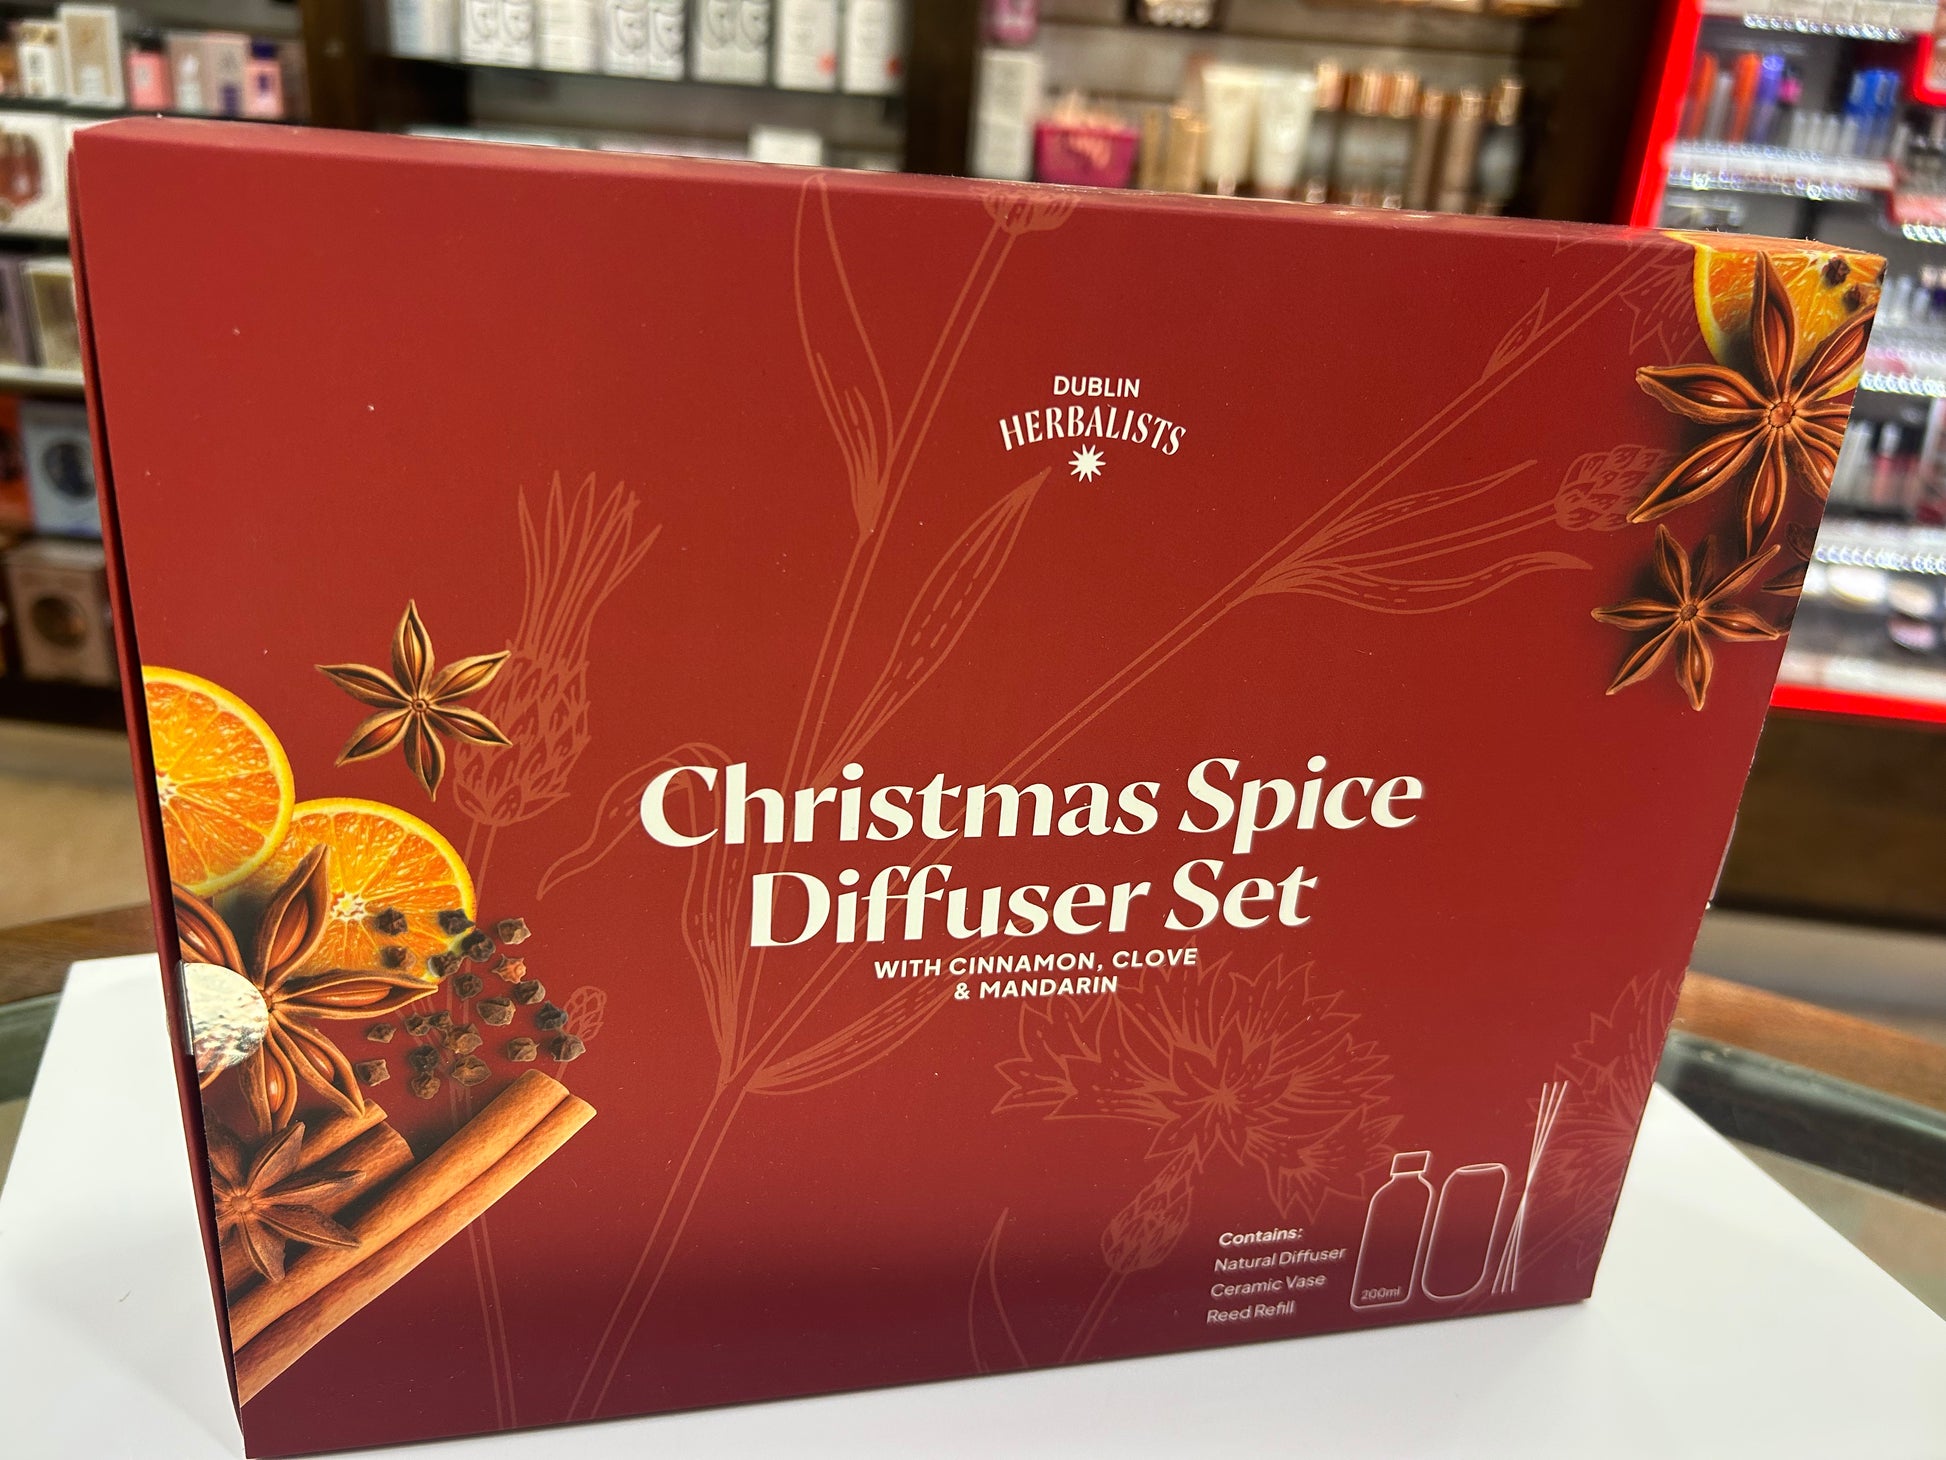 DUBLIN
HERBALISTS
Christmas Spice
Diffuser Set
WITH CINNAMON, CLOVE
& MANDARIN
Contains:
Natural Diffuser
Ceramic Vase
Reed Refill
200ml